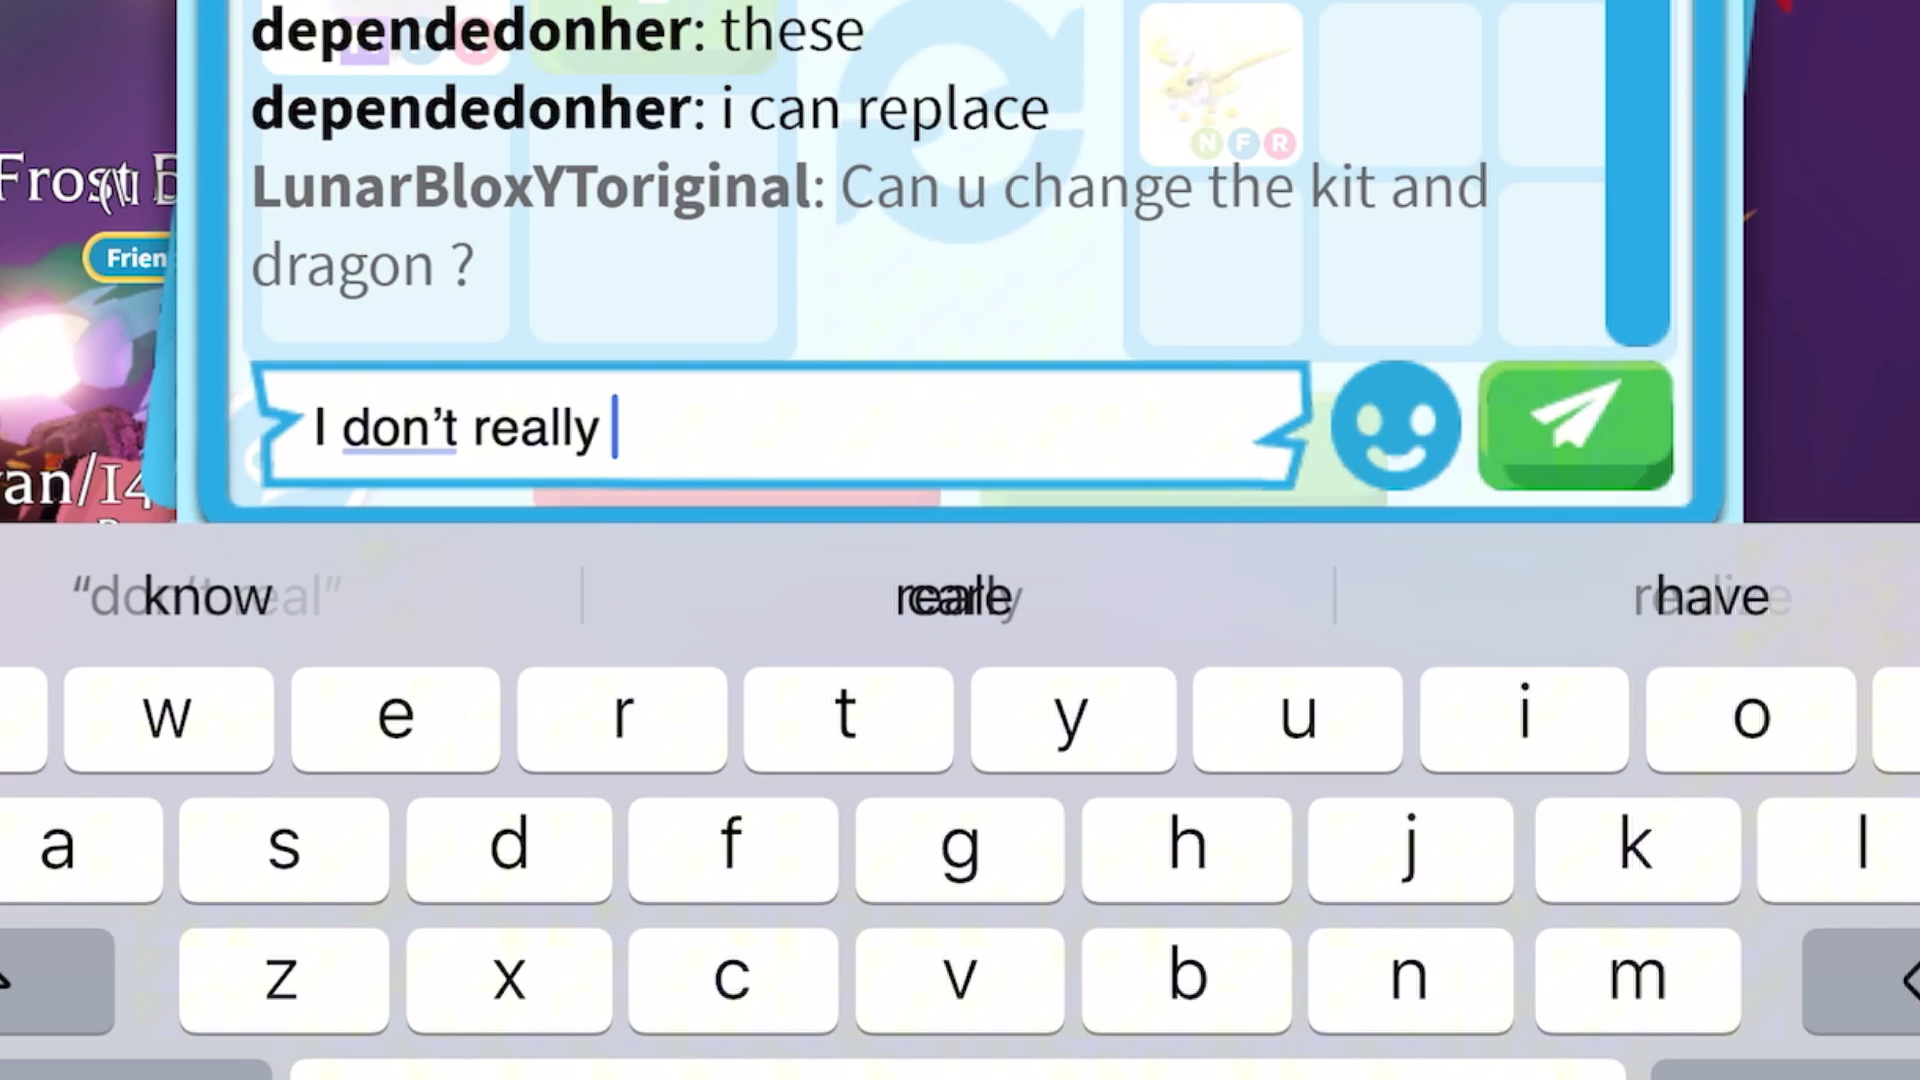 dependedonher: these
dependedonher: i can replace
N F R
LunarBloxYToriginal: Can u change the kit and
dragon ?
Frost
Frien
I don’t really
van/14
know
have
w e r t y u i o
a s d f g h j k l
z x c v b n m